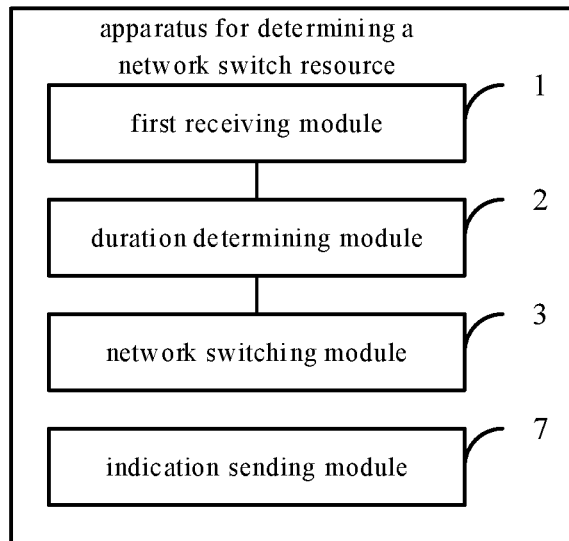 apparatus for determining a
network switch resource
1
first receiving module
2
duration determining module
3
network switching module
7
indication sending module